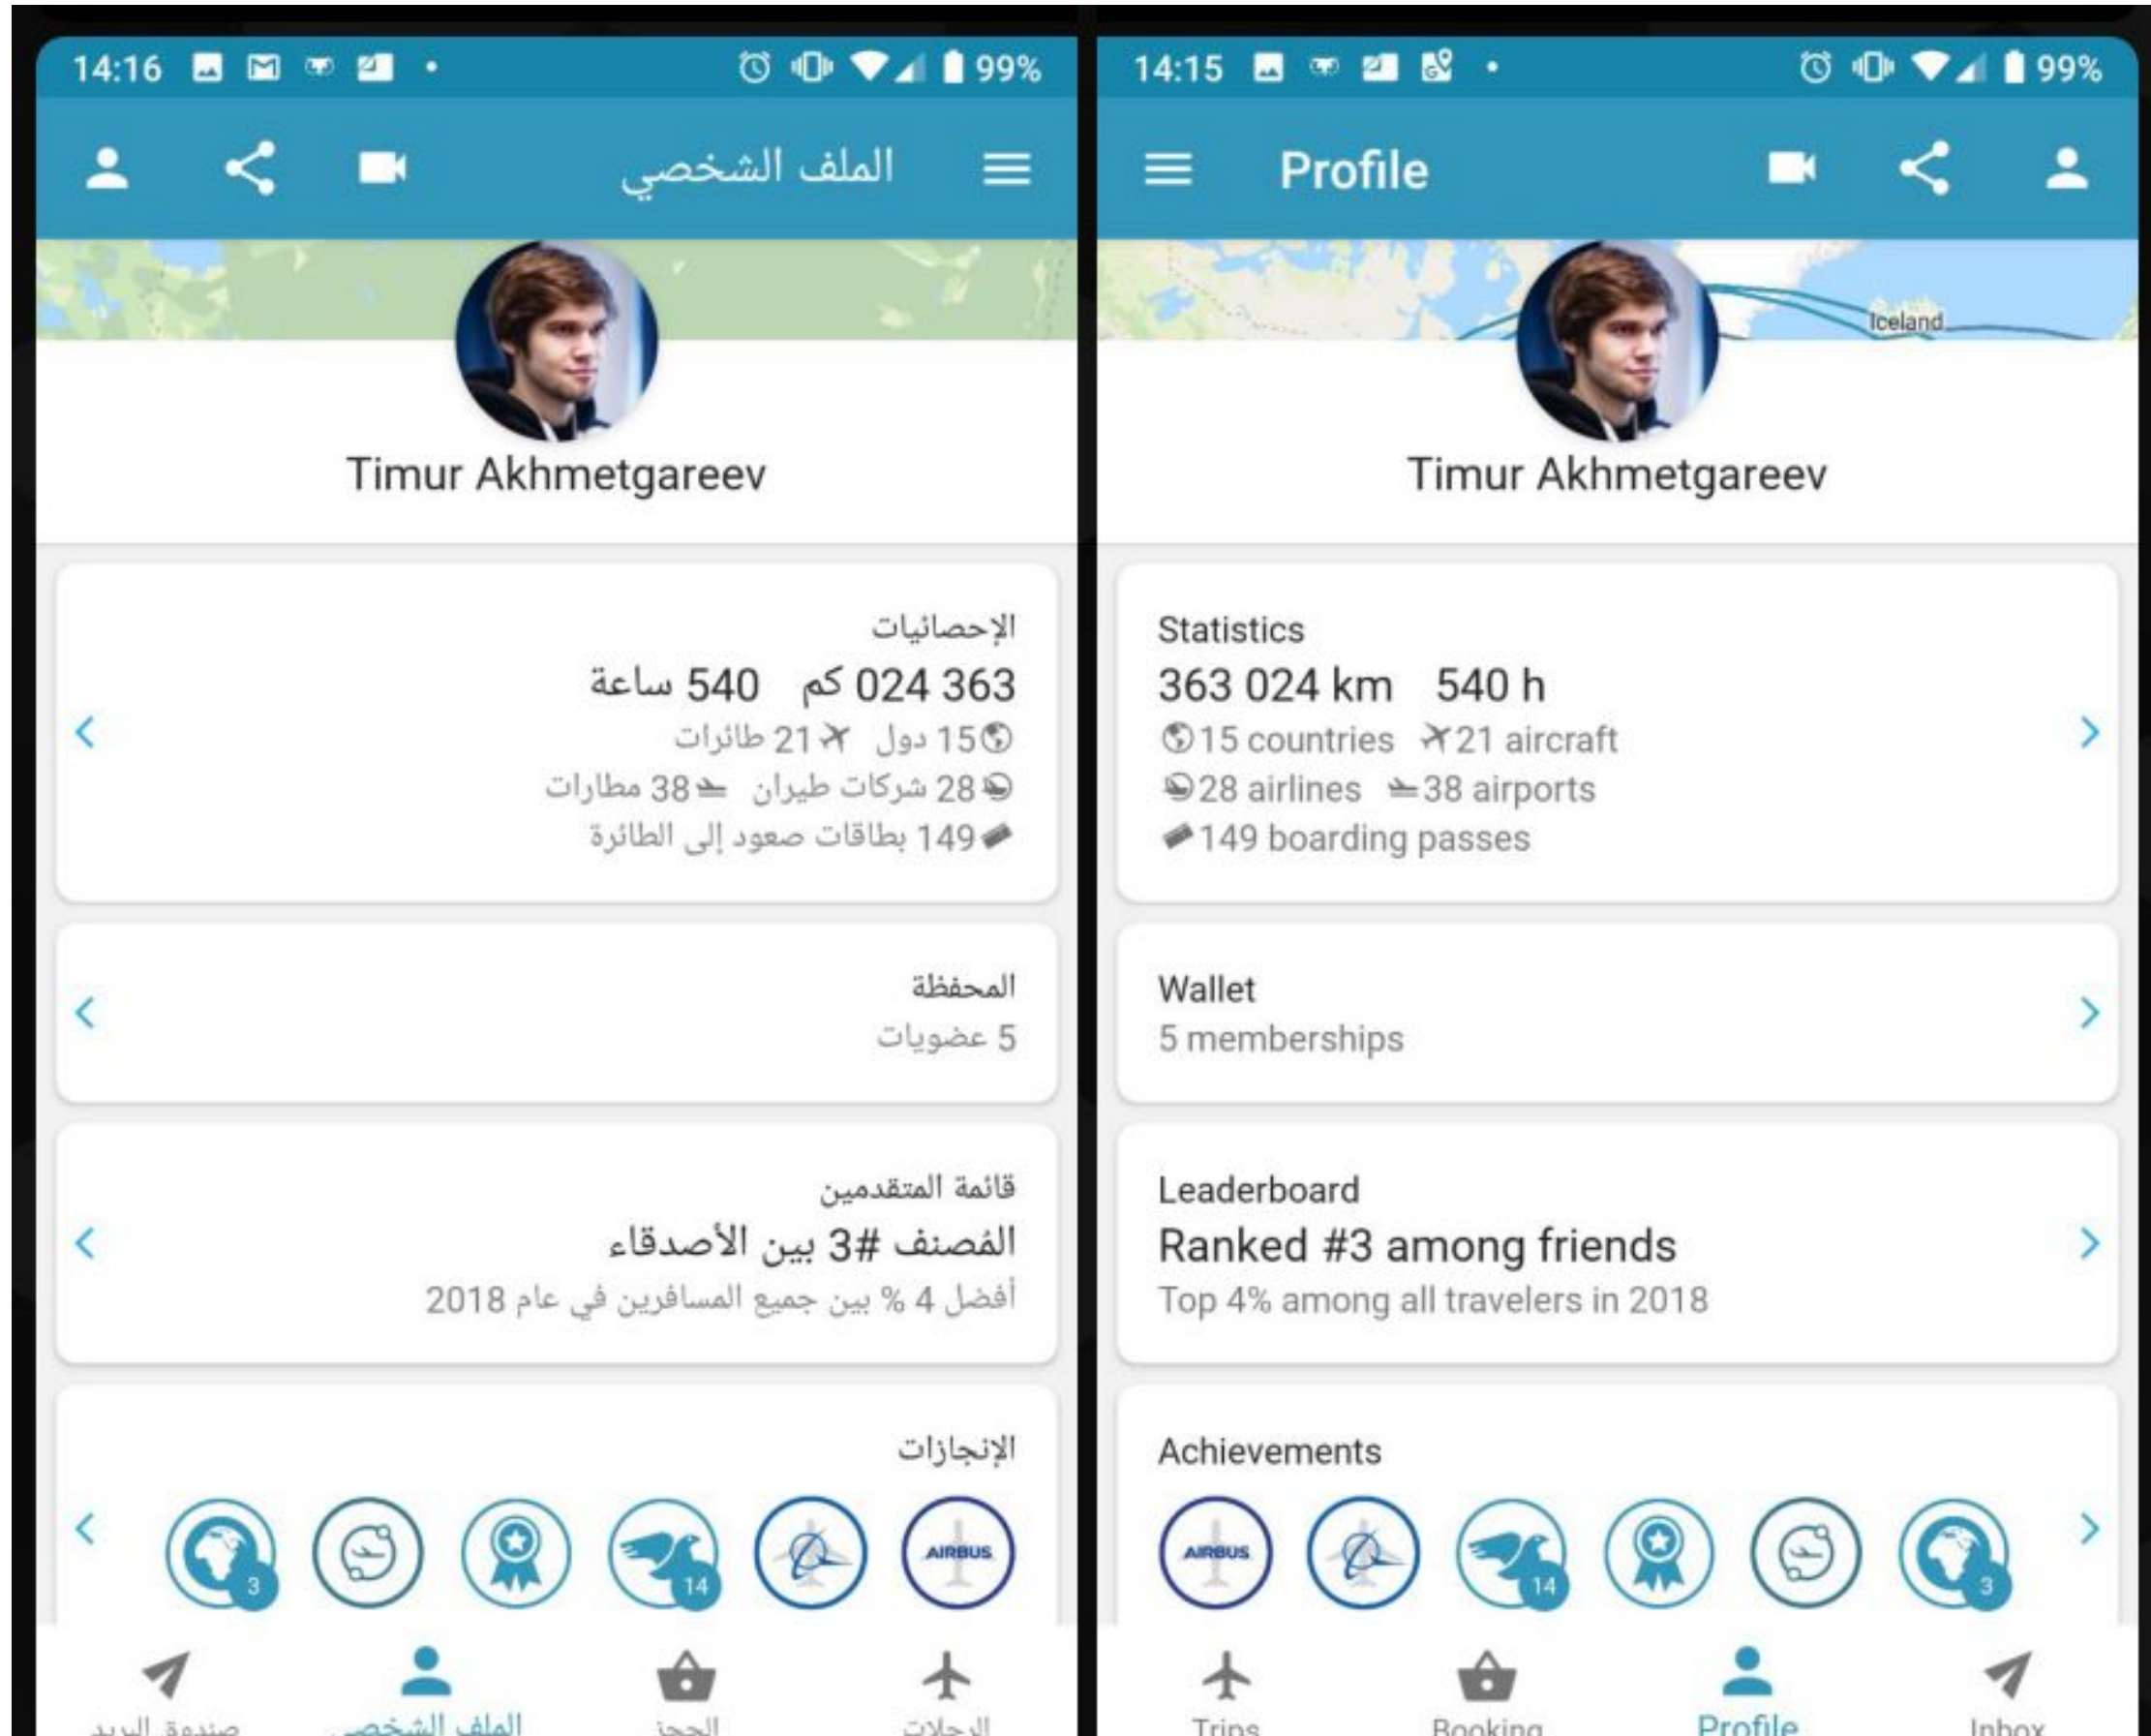 14:16
99%
الملف الشخصي
Timur Akhmetgareev
الإحصائيات
363 024 كم 540 ساعة
15 دول 21 طائرات
28 شركات طيران 38 مطارات
149 بطاقات صعود إلى الطائرة
المحفظة
5 عضويات
قائمة المتقدمين
المُصنف #3 بين الأصدقاء
أفضل 4 % بين جميع المسافرين في عام 2018
الإنجازات
AIRBUS
14
3
الرحلات
الحجز
الملف الشخصي
صندوق البريد
14:15
99%
Profile
Iceland
Timur Akhmetgareev
Statistics
363 024 km 540 h
15 countries 21 aircraft
28 airlines 38 airports
149 boarding passes
Wallet
5 memberships
Leaderboard
Ranked #3 among friends
Top 4% among all travelers in 2018
Achievements
AIRBUS
14
3
Trips
Booking
Profile
Inbox